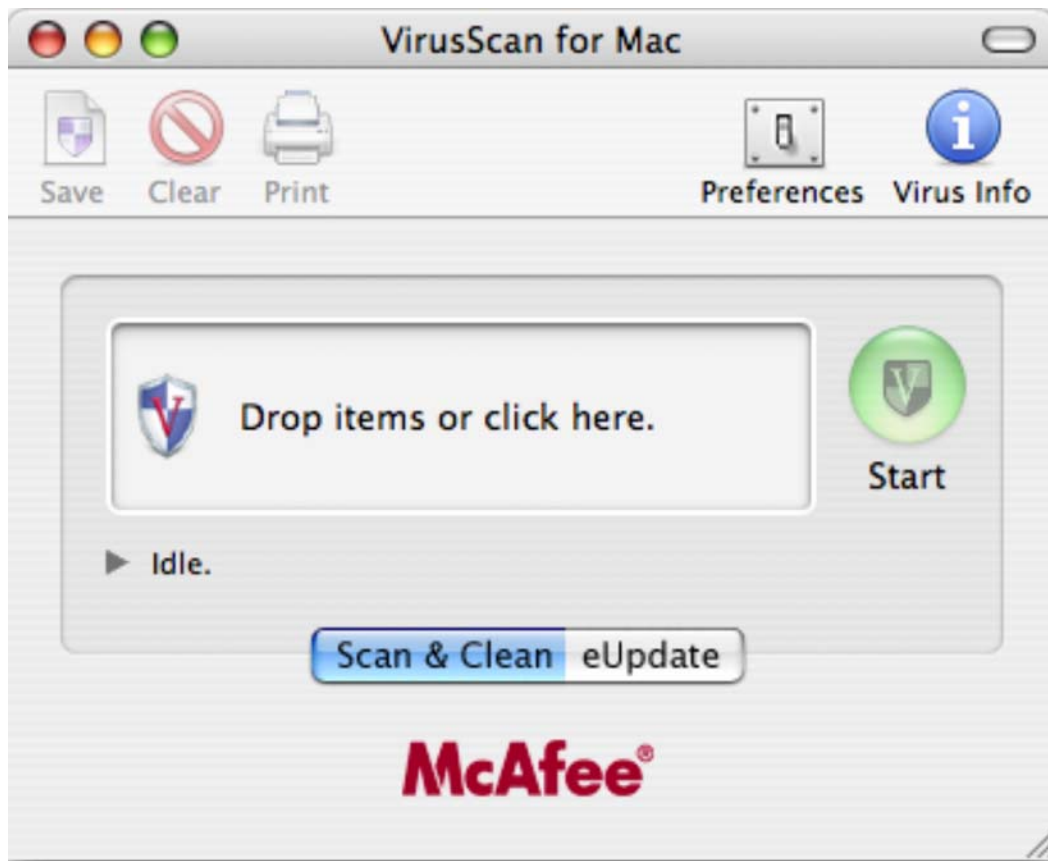 VirusScan for Mac
Save Clear Print Preferences Virus Info
V Drop items or click here.
V
Start
Idle.
Scan & Clean eUpdate
McAfee®